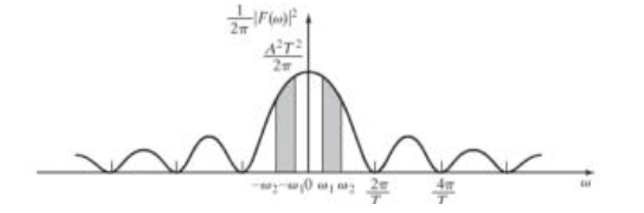 1/2π |F(ω)|²
A²T²/2π
-ω₂ -ω₁ 0 ω₁ ω₂ 2π/T 4π/T ω